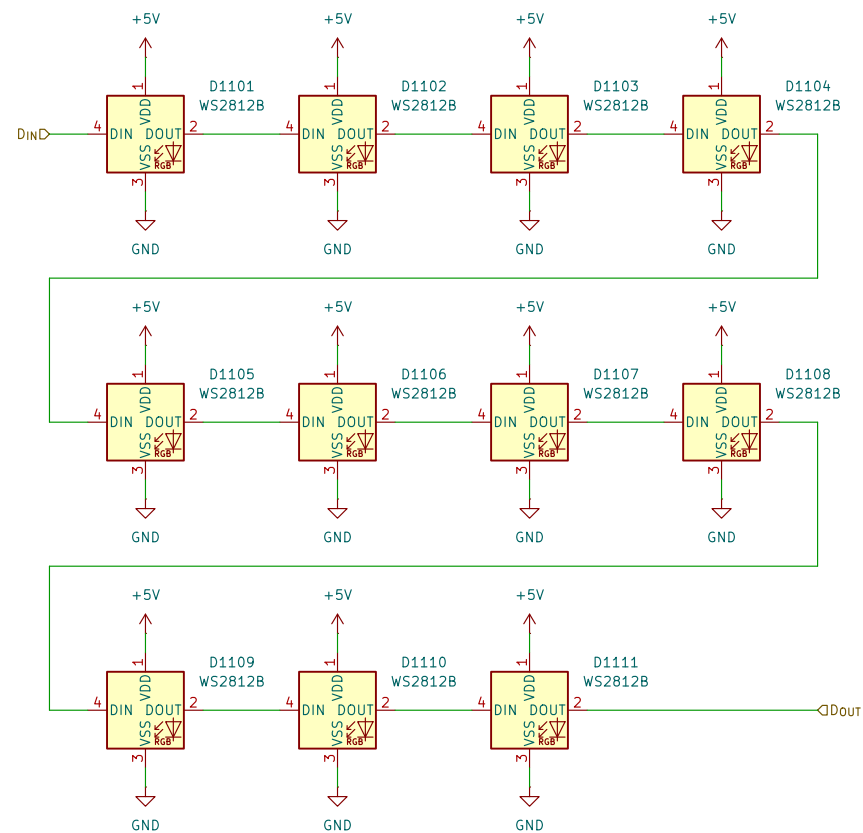 +5V +5V +5V +5V
D1101 D1102 D1103 D1104
WS2812B WS2812B WS2812B WS2812B
1 1 1 1
VDD VDD VDD VDD
DIN 4 DIN DOUT 2 4 DIN DOUT 2 4 DIN DOUT 2 4 DIN DOUT 2
VSS RGB VSS RGB VSS RGB VSS RGB
3 3 3 3
GND GND GND GND
+5V +5V +5V +5V
D1105 D1106 D1107 D1108
WS2812B WS2812B WS2812B WS2812B
1 1 1 1
VDD VDD VDD VDD
4 DIN DOUT 2 4 DIN DOUT 2 4 DIN DOUT 2 4 DIN DOUT 2
VSS RGB VSS RGB VSS RGB VSS RGB
3 3 3 3
GND GND GND GND
+5V +5V +5V
D1109 D1110 D1111
WS2812B WS2812B WS2812B
1 1 1
VDD VDD VDD
4 DIN DOUT 2 4 DIN DOUT 2 4 DIN DOUT 2 DOUT
VSS RGB VSS RGB VSS RGB
3 3 3
GND GND GND